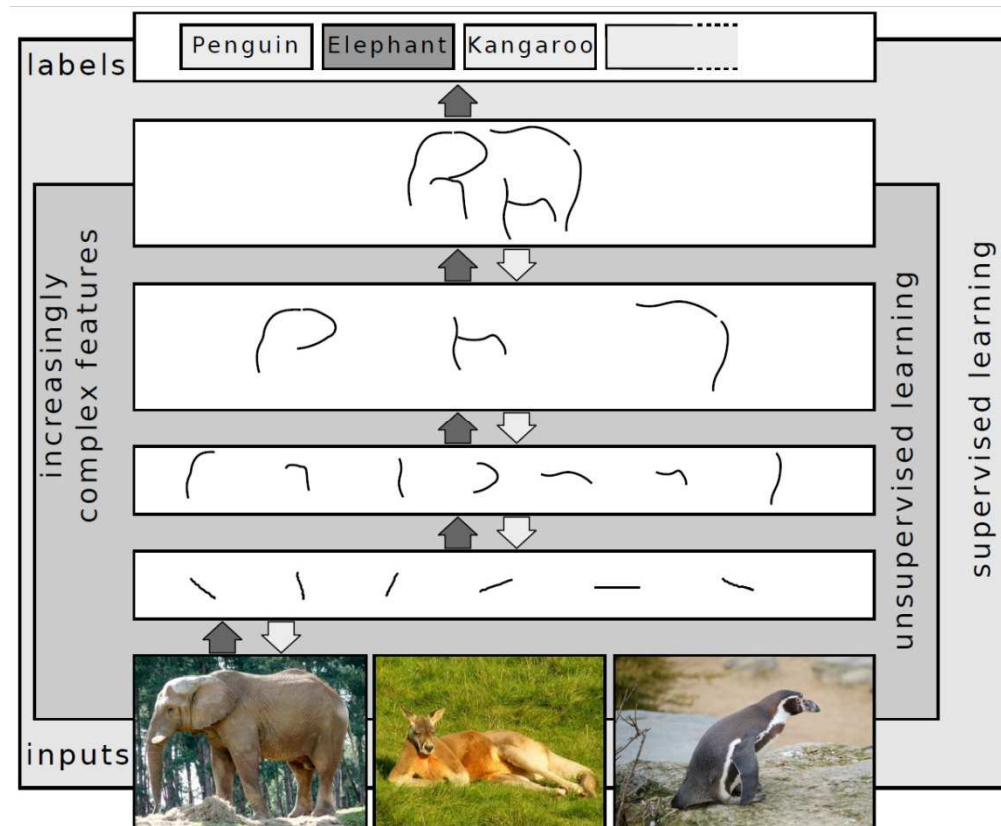 labels
Penguin
Elephant
Kangaroo
increasingly
complex features
unsupervised learning
supervised learning
inputs